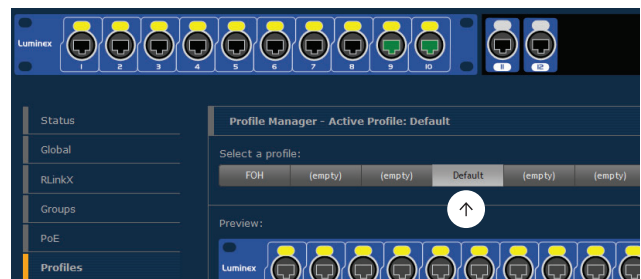 Luminex
1 2 3 4 5 6 7 8 9 10 11 12
Status
Global
RLinkX
Groups
PoE
Profiles
Profile Manager - Active Profile: Default
Select a profile:
FOH (empty) (empty) Default (empty) (empty)
Preview:
Luminex